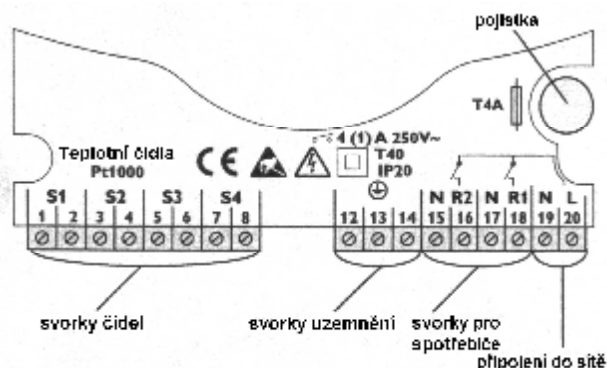 pojistka
T4A
4 (1) A 250V~
Teplotní čidla
Pt1000
CE
T40
IP20
S1 S2 S3 S4
N R2 N R1 N L
1 2 3 4 5 6 7 8 12 13 14 15 16 17 18 19 20
svorky čidel
svorky uzemnění
svorky pro
spotřebiče
připojení do sítě